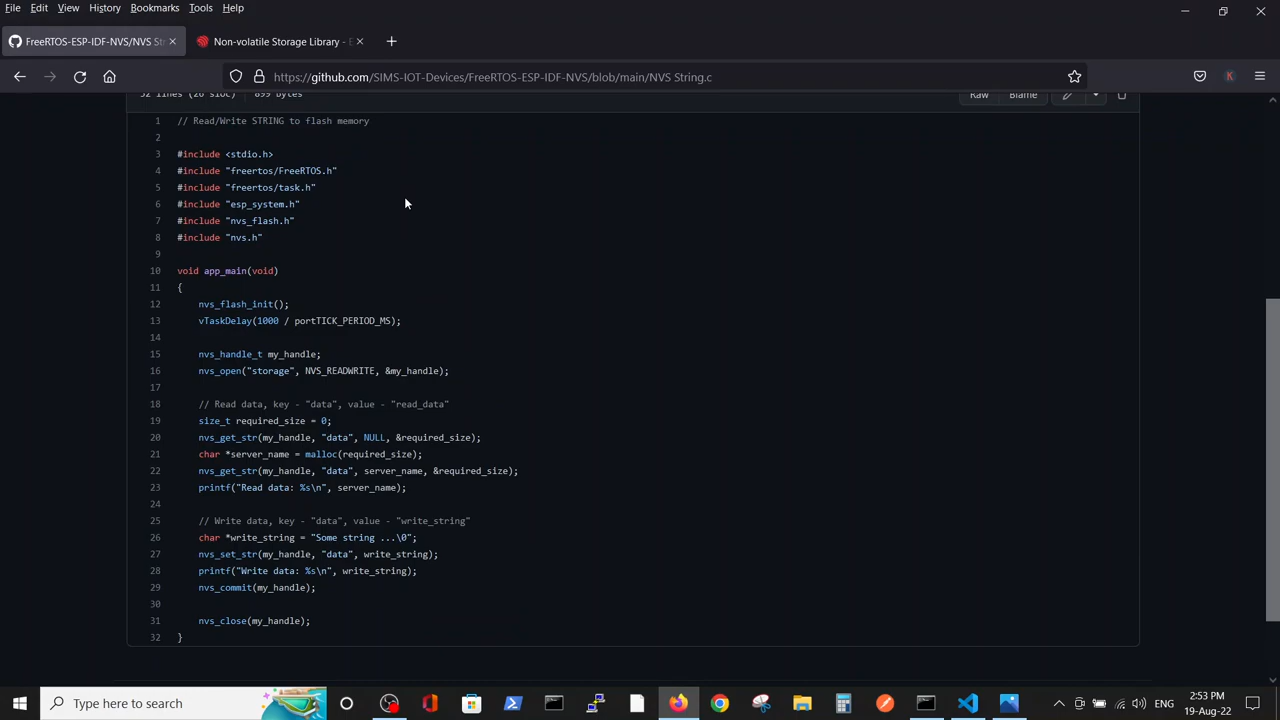 File Edit View History Bookmarks Tools Help
FreeRTOS-ESP-IDF-NVS/NVS Str
Non-volatile Storage Library - E
https://github.com/SIMS-IOT-Devices/FreeRTOS-ESP-IDF-NVS/blob/main/NVS String.c
K
32 lines (26 sloc) 899 bytes
Raw Blame
1 // Read/Write STRING to flash memory
2
3 #include <stdio.h>
4 #include "freertos/FreeRTOS.h"
5 #include "freertos/task.h"
6 #include "esp_system.h"
7 #include "nvs_flash.h"
8 #include "nvs.h"
9
10 void app_main(void)
11 {
12 nvs_flash_init();
13 vTaskDelay(1000 / portTICK_PERIOD_MS);
14
15 nvs_handle_t my_handle;
16 nvs_open("storage", NVS_READWRITE, &my_handle);
17
18 // Read data, key - "data", value - "read_data"
19 size_t required_size = 0;
20 nvs_get_str(my_handle, "data", NULL, &required_size);
21 char *server_name = malloc(required_size);
22 nvs_get_str(my_handle, "data", server_name, &required_size);
23 printf("Read data: %s\n", server_name);
24
25 // Write data, key - "data", value - "write_string"
26 char *write_string = "Some string ...\0";
27 nvs_set_str(my_handle, "data", write_string);
28 printf("Write data: %s\n", write_string);
29 nvs_commit(my_handle);
30
31 nvs_close(my_handle);
32 }
Type here to search
ENG
2:53 PM
19-Aug-22